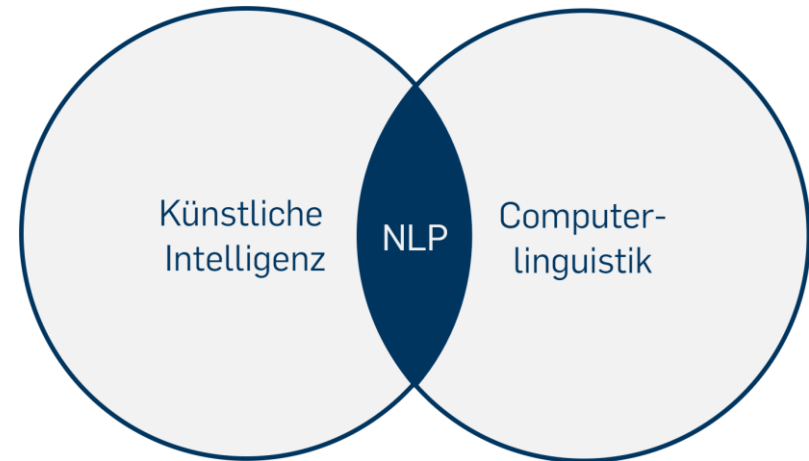 Künstliche
Intelligenz
NLP
Computer-
linguistik